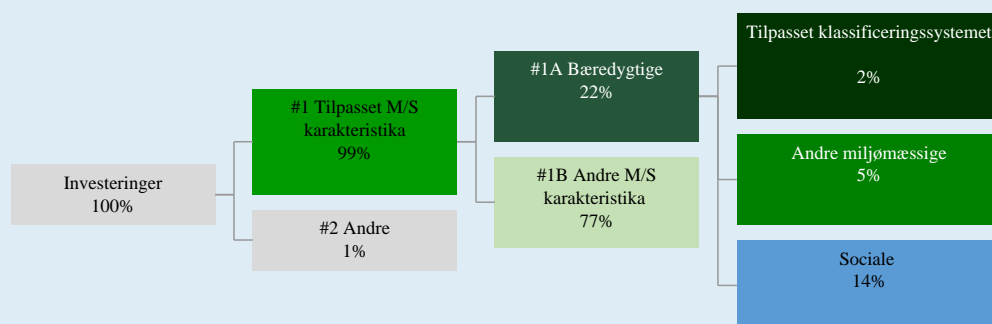 Investeringer
100%
#1 Tilpasset M/S
karakteristika
99%
#2 Andre
1%
#1A Bæredygtige
22%
#1B Andre M/S
karakteristika
77%
Tilpasset klassificeringssystemet
2%
Andre miljømæssige
5%
Sociale
14%